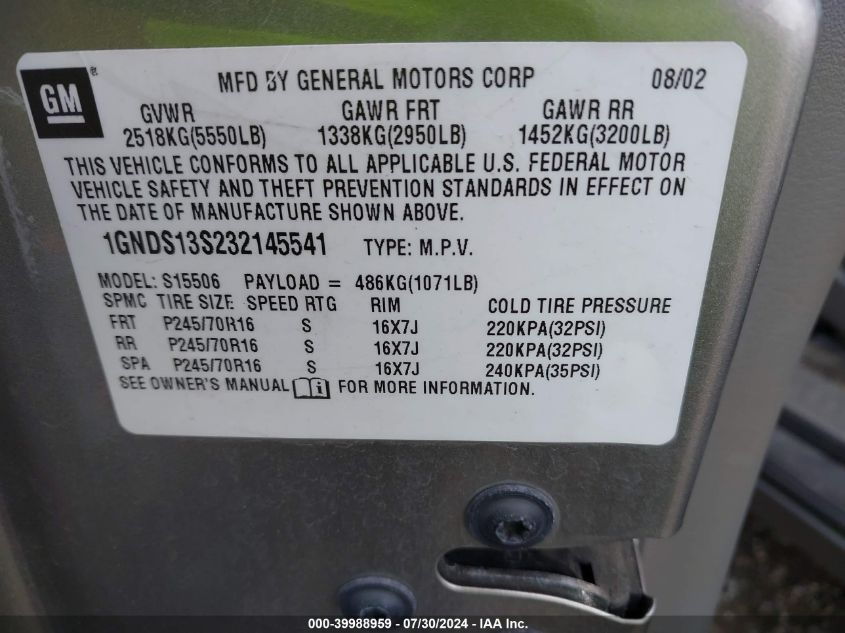 GM ®
MFD BY GENERAL MOTORS CORP 08/02
GVWR GAWR FRT GAWR RR
2518KG(5550LB) 1338KG(2950LB) 1452KG(3200LB)
THIS VEHICLE CONFORMS TO ALL APPLICABLE U.S. FEDERAL MOTOR
VEHICLE SAFETY AND THEFT PREVENTION STANDARDS IN EFFECT ON
THE DATE OF MANUFACTURE SHOWN ABOVE.
1GNDS13S232145541 TYPE: M.P.V.
MODEL: S15506 PAYLOAD = 486KG(1071LB)
SPMC TIRE SIZE SPEED RTG RIM COLD TIRE PRESSURE
FRT P245/70R16 S 16X7J 220KPA(32PSI)
RR P245/70R16 S 16X7J 220KPA(32PSI)
SPA P245/70R16 S 16X7J 240KPA(35PSI)
SEE OWNER'S MANUAL i FOR MORE INFORMATION.
000-39988959 / 07/30/2024 - IAA Inc.